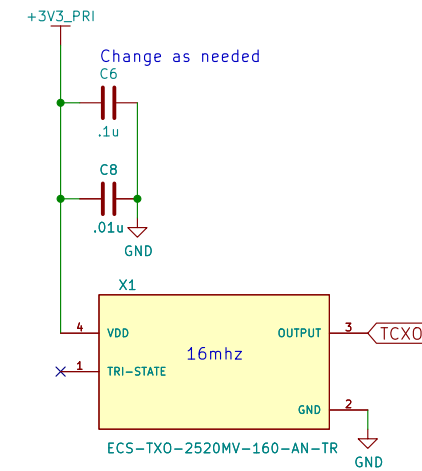 +3V3_PRI
Change as needed
C6
.1u
C8
.01u
GND
X1
4 VDD
OUTPUT 3
TCXO
16mhz
1 TRI-STATE
GND 2
ECS-TXO-2520MV-160-AN-TR
GND